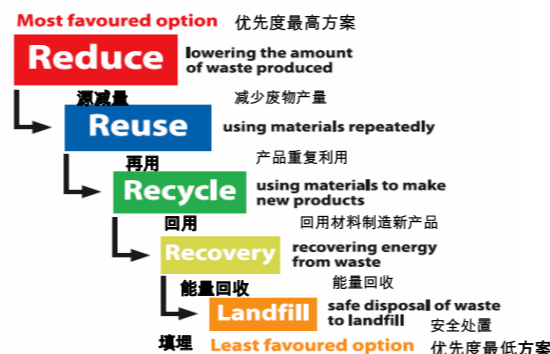 Most favoured option 优先度最高方案
Reduce
lowering the amount
of waste produced
源减量 减少废物产量
Reuse using materials repeatedly
再用 产品重复利用
Recycle
using materials to make
new products
回用 回用材料制造新产品
Recovery
recovering energy
from waste
能量回收 能量回收
Landfill
safe disposal of waste
to landfill 安全处置
填埋 Least favoured option 优先度最低方案